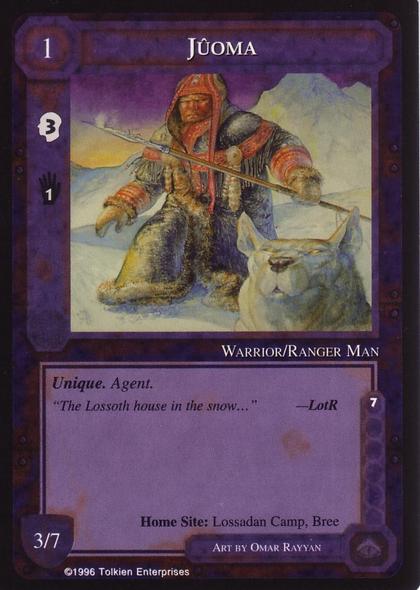 1
JÛOMA
3
1
WARRIOR/RANGER MAN
Unique. Agent.
"The Lossoth house in the snow…" —LotR
7
Home Site: Lossadan Camp, Bree
3/7
ART BY OMAR RAYYAN
©1996 Tolkien Enterprises